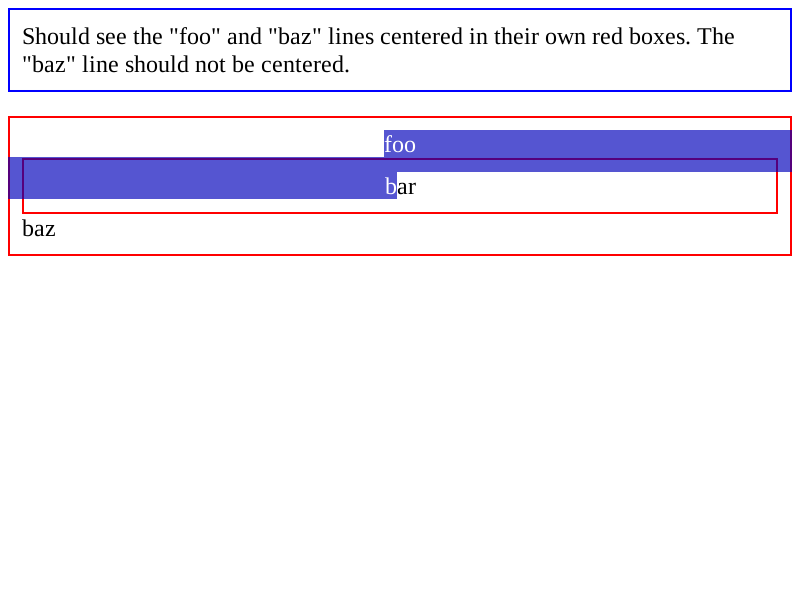 Should see the "foo" and "baz" lines centered in their own red boxes. The
"baz" line should not be centered.
foo
bar
baz